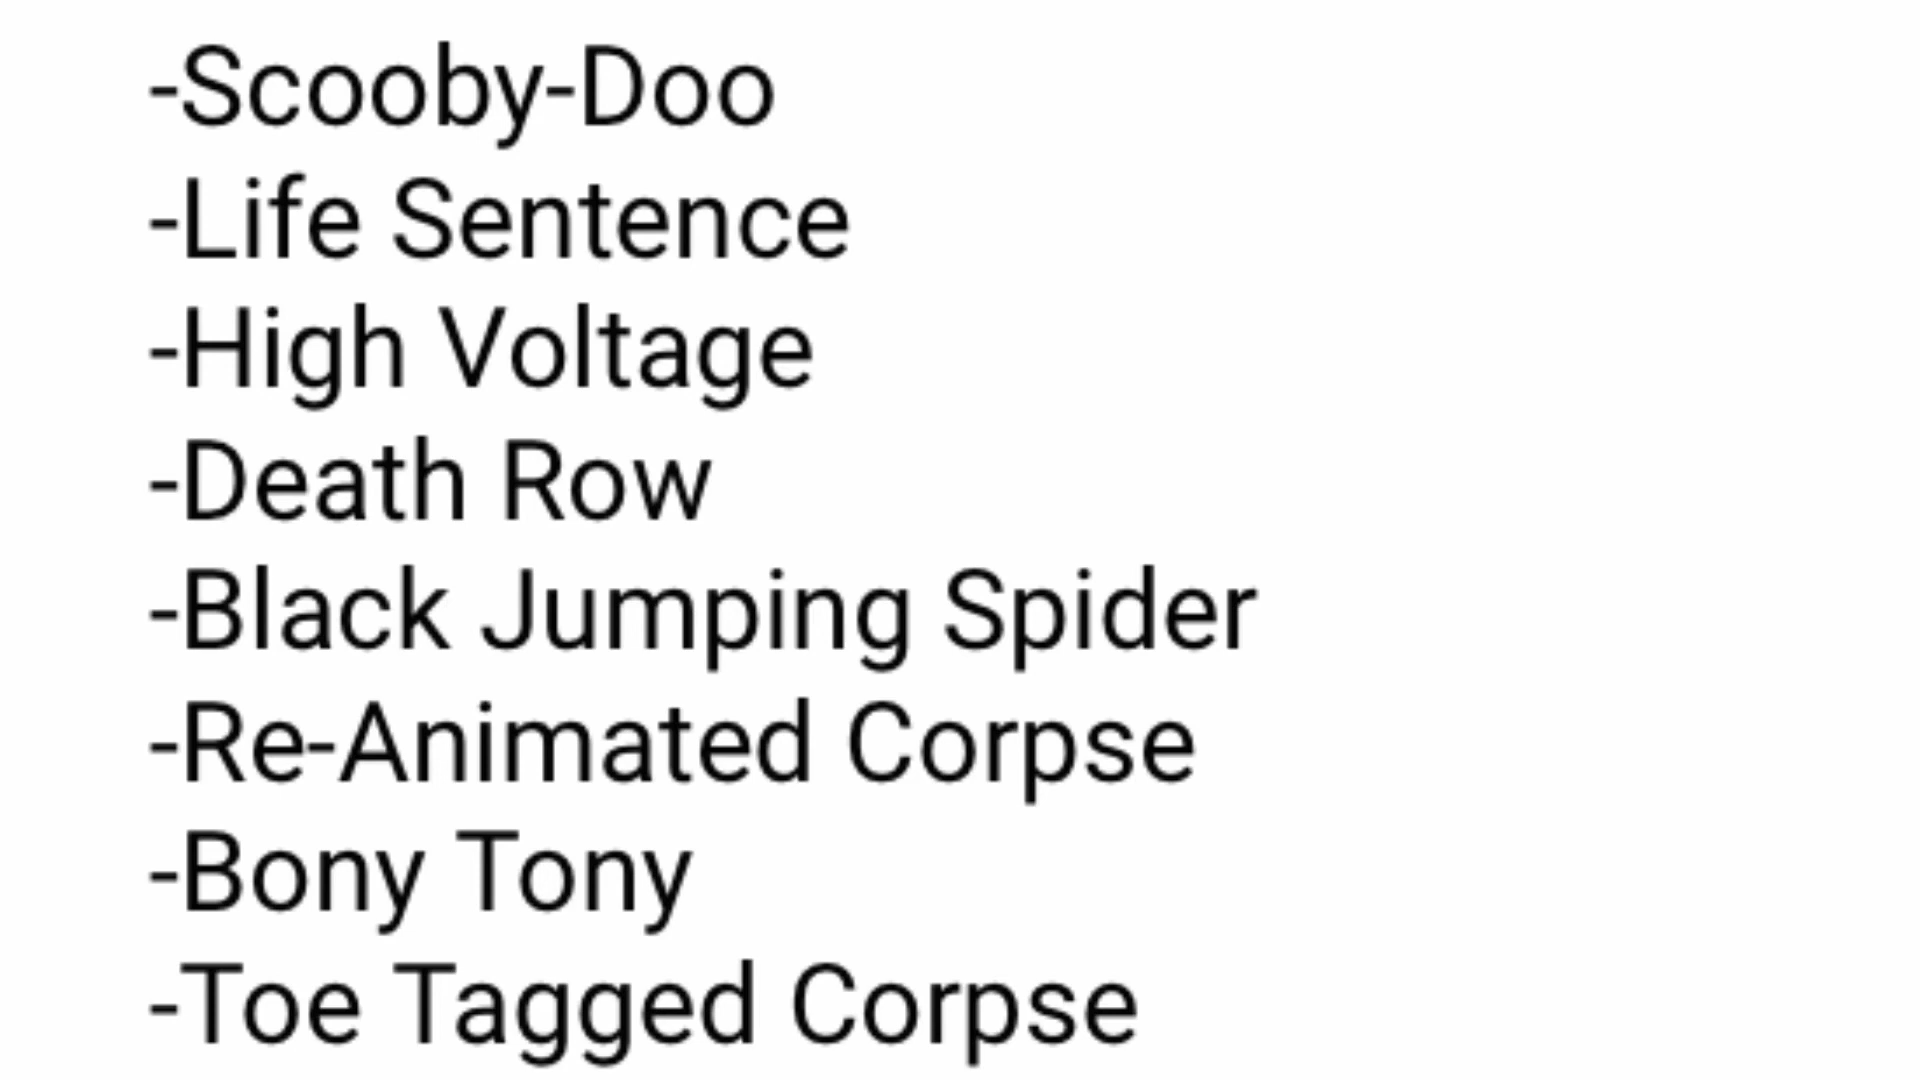 -Scooby-Doo
-Life Sentence
-High Voltage
-Death Row
-Black Jumping Spider
-Re-Animated Corpse
-Bony Tony
-Toe Tagged Corpse